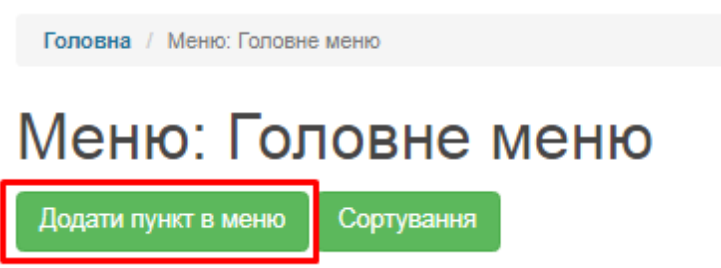 Головна / Меню: Головне меню
Меню: Головне меню
Додати пункт в меню Сортування